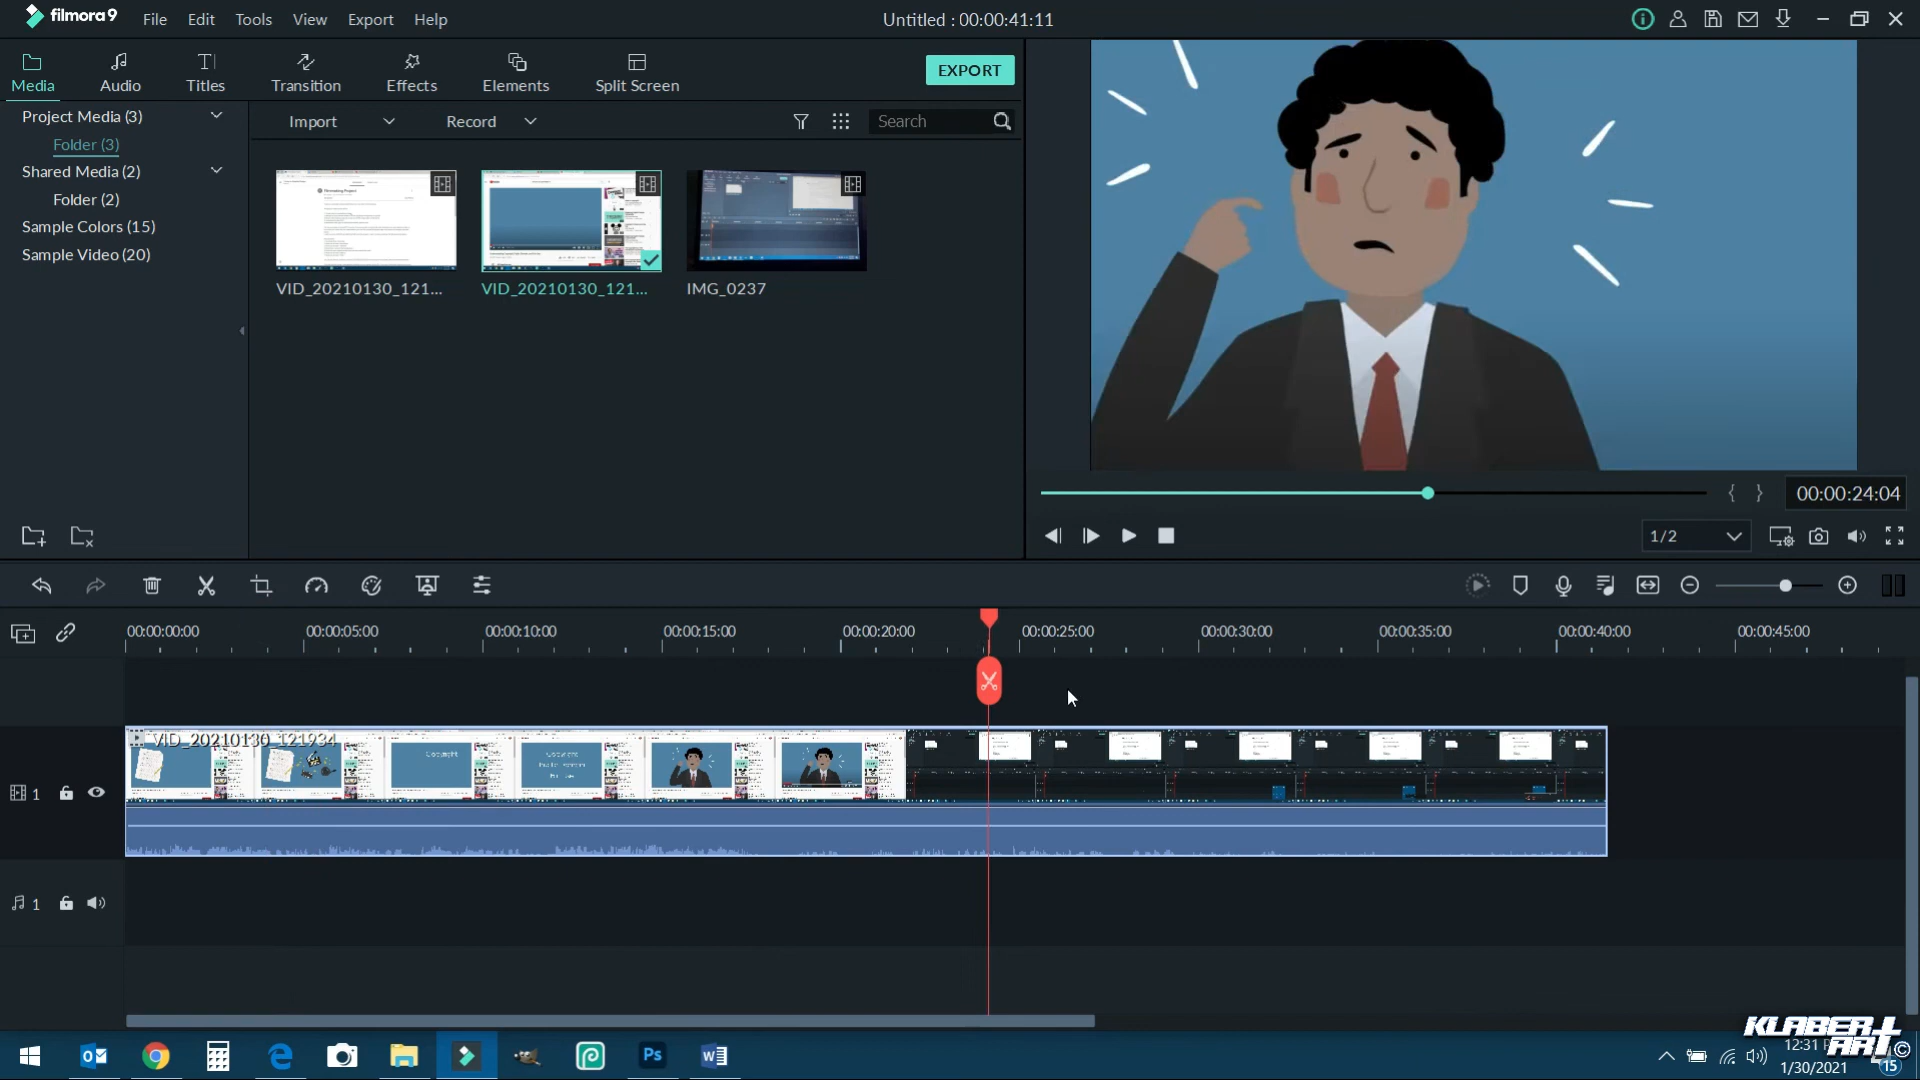 filmora9 File Edit Tools View Export Help Untitled : 00:00:41:11
Media Audio Titles Transition Effects Elements Split Screen EXPORT
Project Media (3)
Folder (3)
Shared Media (2)
Folder (2)
Sample Colors (15)
Sample Video (20)
Import Record Search
VID_20210130_121... VID_20210130_121... IMG_0237
00:00:24:04
1/2
00:00:00:00 00:00:05:00 00:00:10:00 00:00:15:00 00:00:20:00 00:00:25:00 00:00:30:00 00:00:35:00 00:00:40:00 00:00:45:00
VID_20210130_121934
Copyright
1
1
Ps
KLABER
ART ©
12:31
1/30/2021
15